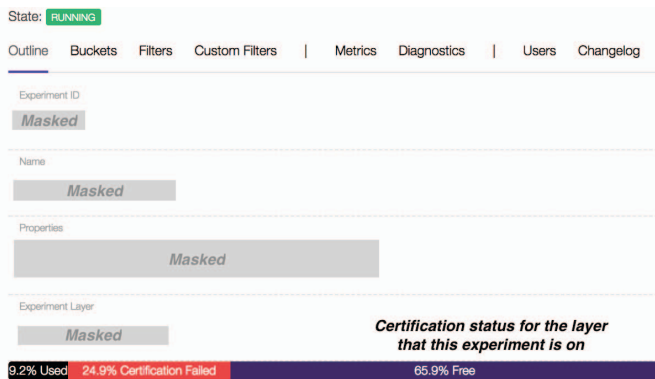 State: RUNNING
Outline Buckets Filters Custom Filters | Metrics Diagnostics | Users Changelog
Experiment ID
Masked
Name
Masked
Properties
Masked
Experiment Layer
Masked
Certification status for the layer
that this experiment is on
9.2% Used 24.9% Certification Failed 65.9% Free